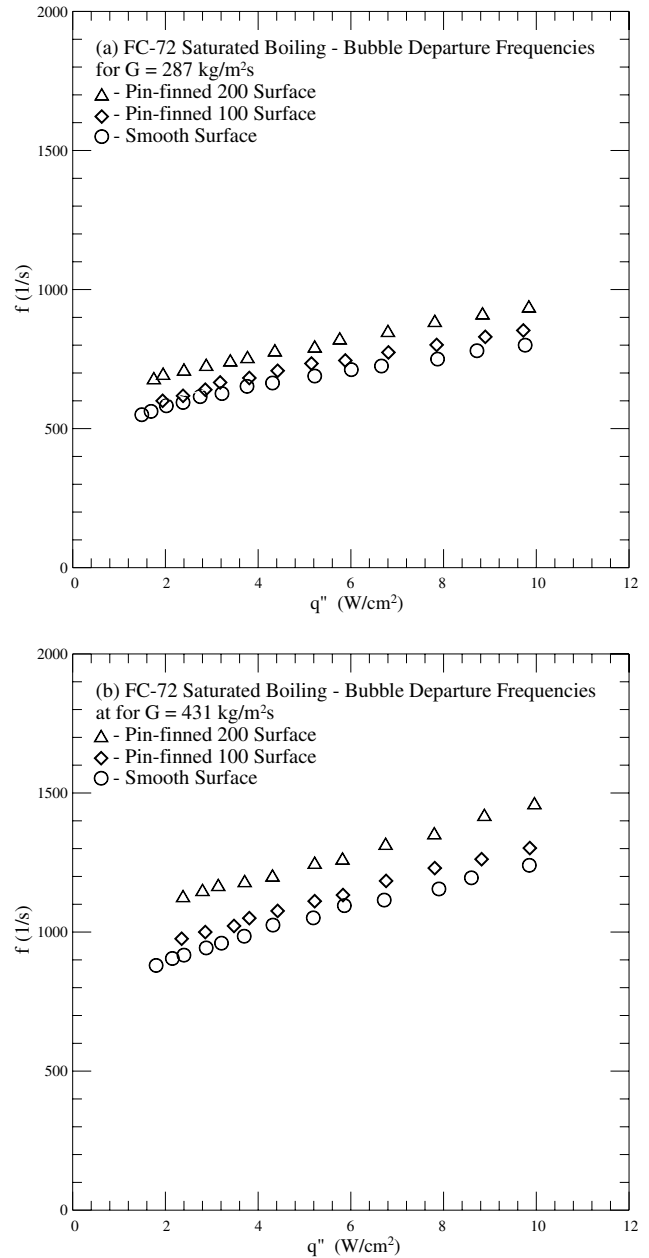 2000
(a) FC-72 Saturated Boiling - Bubble Departure Frequencies
for G = 287 kg/m²s
- Pin-finned 200 Surface
- Pin-finned 100 Surface
- Smooth Surface
1500
f (1/s)
1000
500
0
0 2 4 6 8 10 12
q" (W/cm²)
2000
(b) FC-72 Saturated Boiling - Bubble Departure Frequencies
at for G = 431 kg/m²s
- Pin-finned 200 Surface
- Pin-finned 100 Surface
- Smooth Surface
1500
f (1/s)
1000
500
0
0 2 4 6 8 10 12
q" (W/cm²)